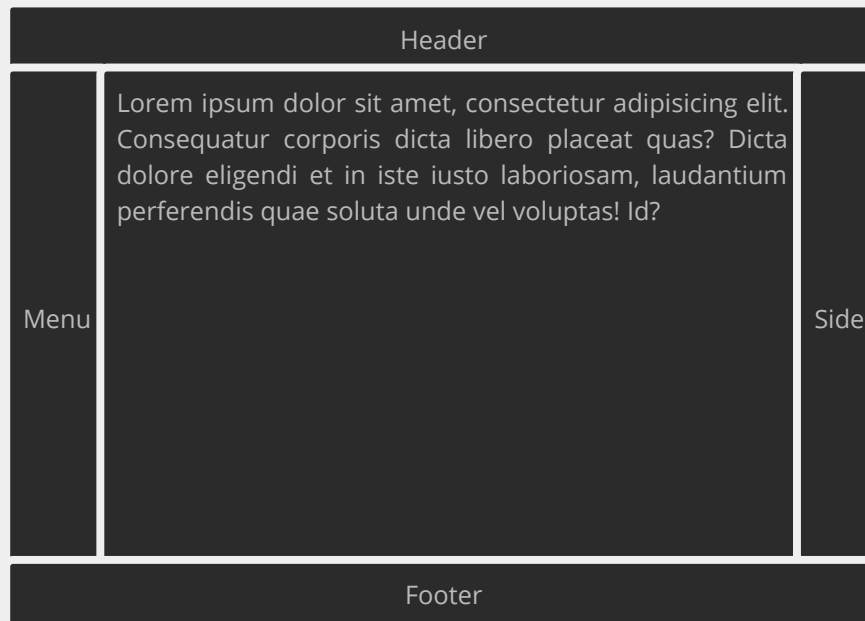 Header
Lorem ipsum dolor sit amet, consectetur adipisicing elit.
Consequatur corporis dicta libero placeat quas? Dicta
dolore eligendi et in iste iusto laboriosam, laudantium
perferendis quae soluta unde vel voluptas! Id?
Menu
Side
Footer